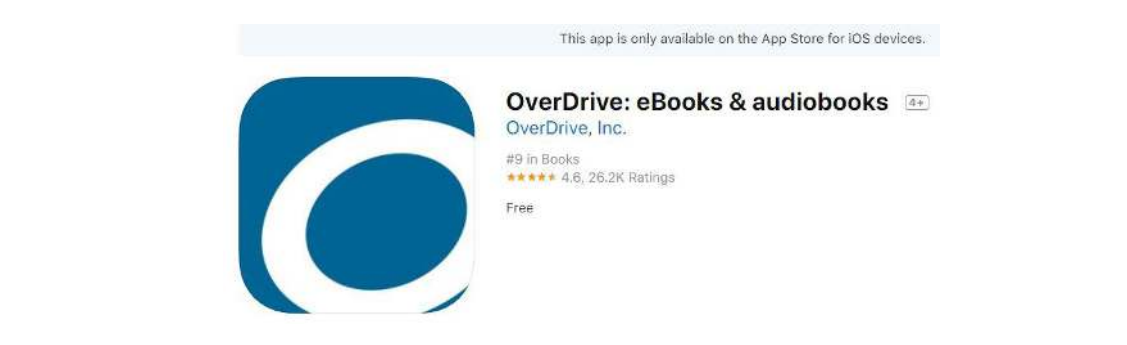 This app is only available on the App Store for iOS devices.
OverDrive: eBooks & audiobooks 4+
OverDrive, Inc.
#9 in Books
★★★★★ 4.6, 26.2K Ratings
Free